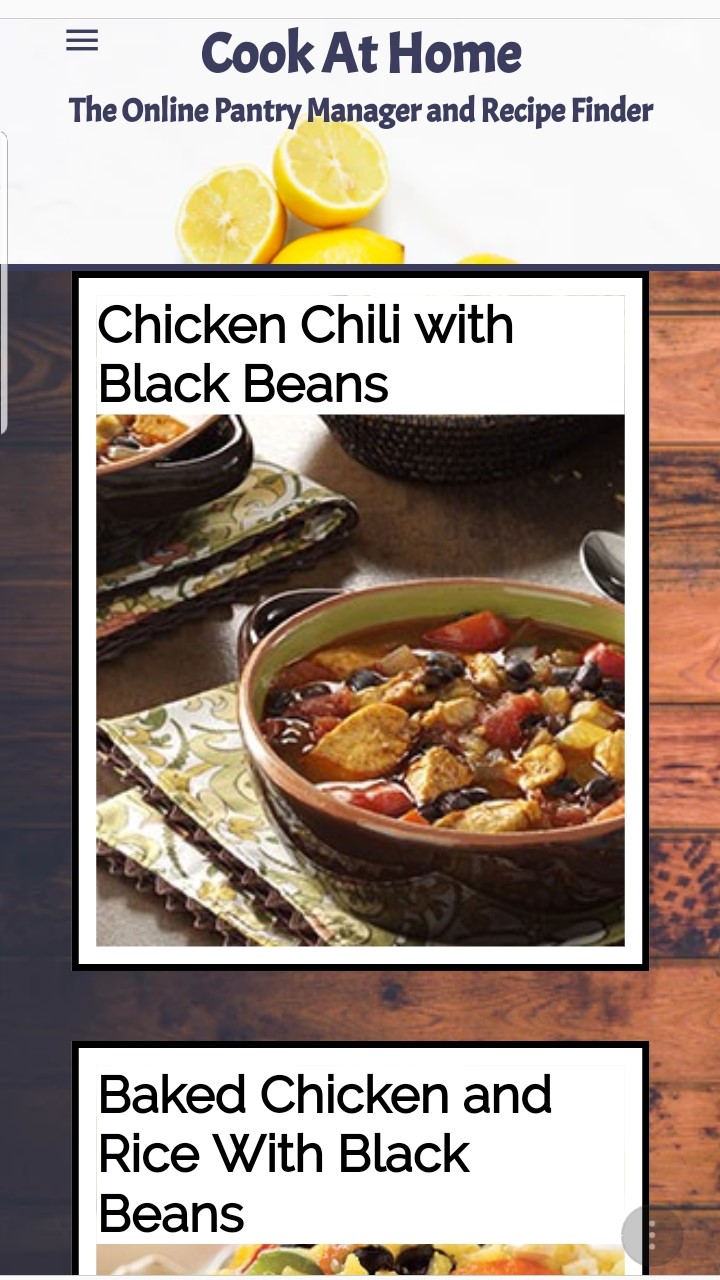 Cook At Home
The Online Pantry Manager and Recipe Finder
Chicken Chili with
Black Beans
Baked Chicken and
Rice With Black
Beans